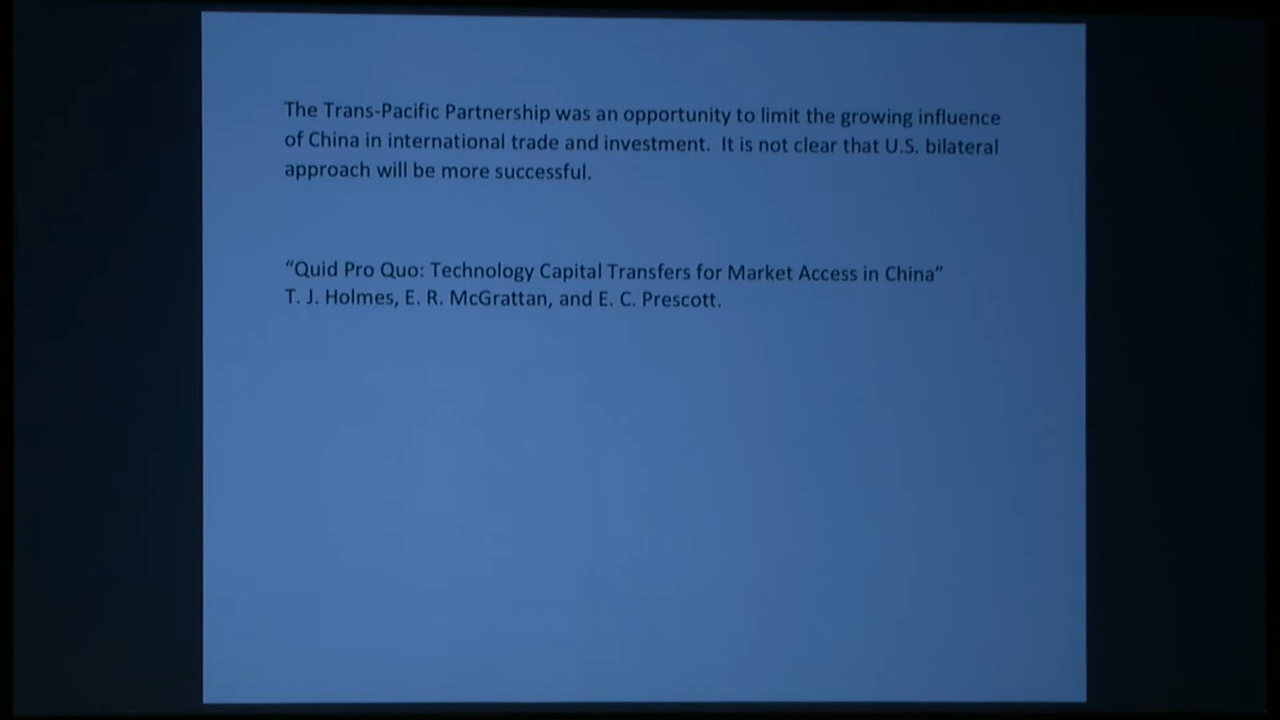 The Trans-Pacific Partnership was an opportunity to limit the growing influence
of China in international trade and investment.  It is not clear that U.S. bilateral
approach will be more successful.
“Quid Pro Quo: Technology Capital Transfers for Market Access in China”
T. J. Holmes, E. R. McGrattan, and E. C. Prescott.